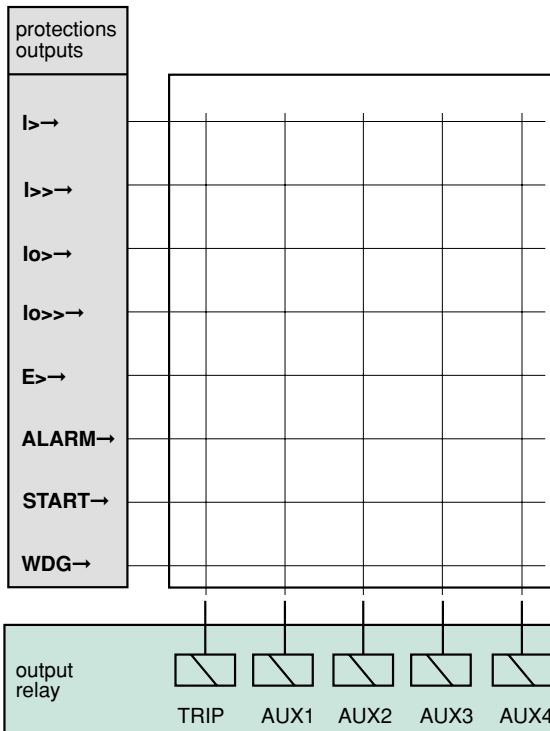 protections
outputs
I>→
I>>→
Io>→
Io>>→
E>→
ALARM→
START→
WDG→
output
relay
TRIP AUX1 AUX2 AUX3 AUX4